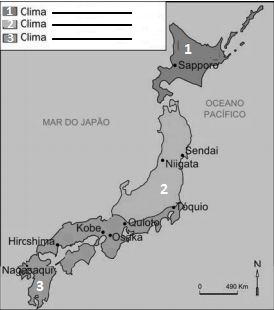 1 Clima
2 Clima
3 Clima
1
Sapporo
MAR DO JAPÃO
OCEANO
PACÍFICO
Sendai
Niigata
2
Tóquio
Quioto
Kobe
Osaka
Hiroshima
Nagasaqui
3
N
0 490 Km